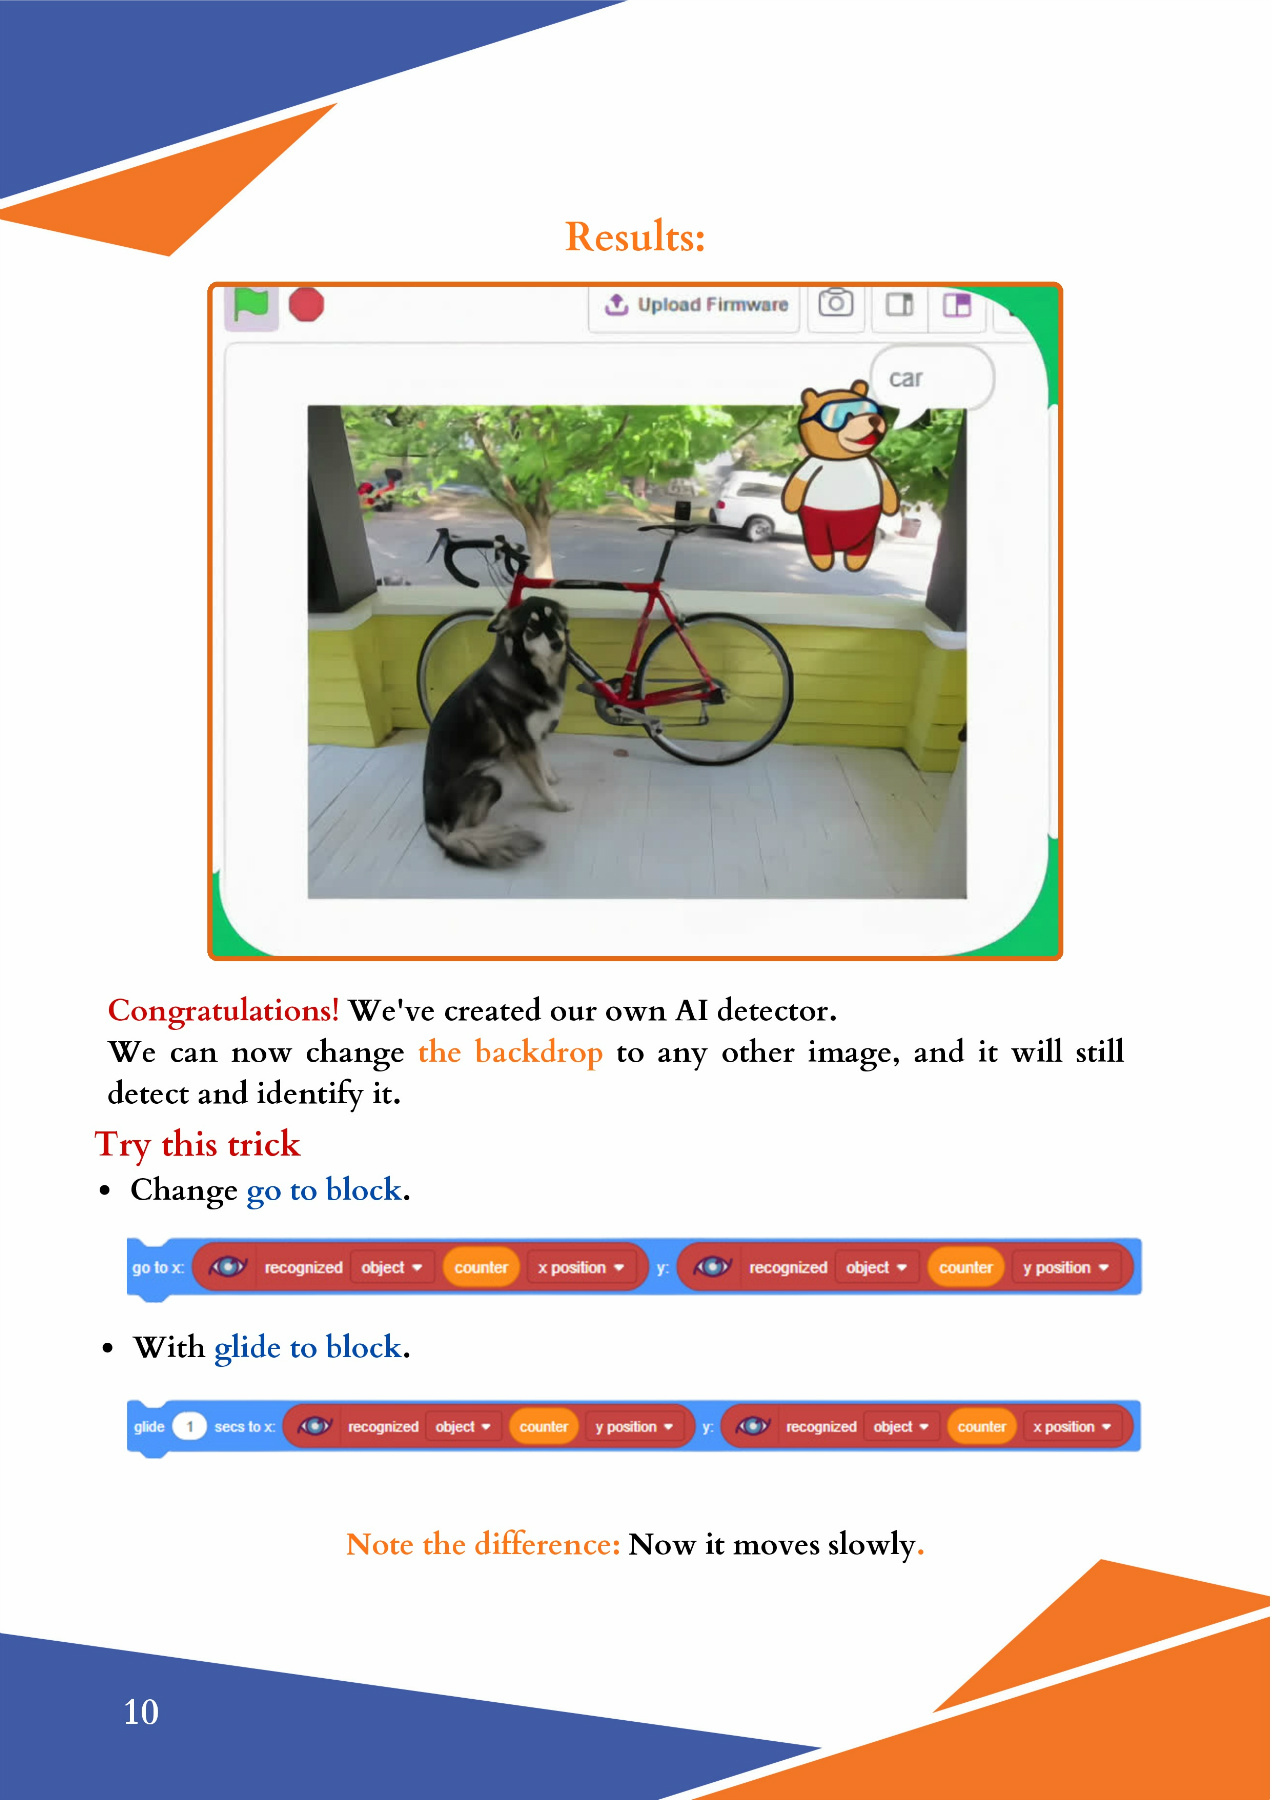 Results:
Upload Firmware
car
Congratulations! We've created our own AI detector.
We can now change the backdrop to any other image, and it will still
detect and identify it.
Try this trick
• Change go to block.
go to x: recognized object counter x position y: recognized object counter y position
• With glide to block.
glide 1 secs to x: recognized object counter y position y: recognized object counter x position
Note the difference: Now it moves slowly.
10